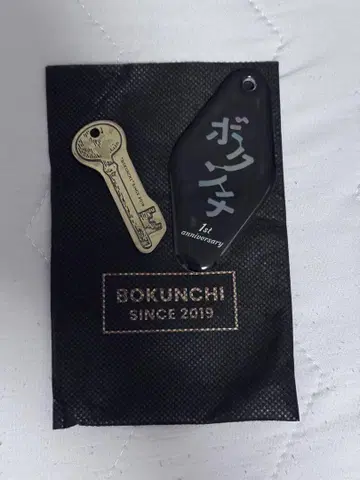 ボクンチ
1st
anniversary
BOKUNCHI
SINCE 2019